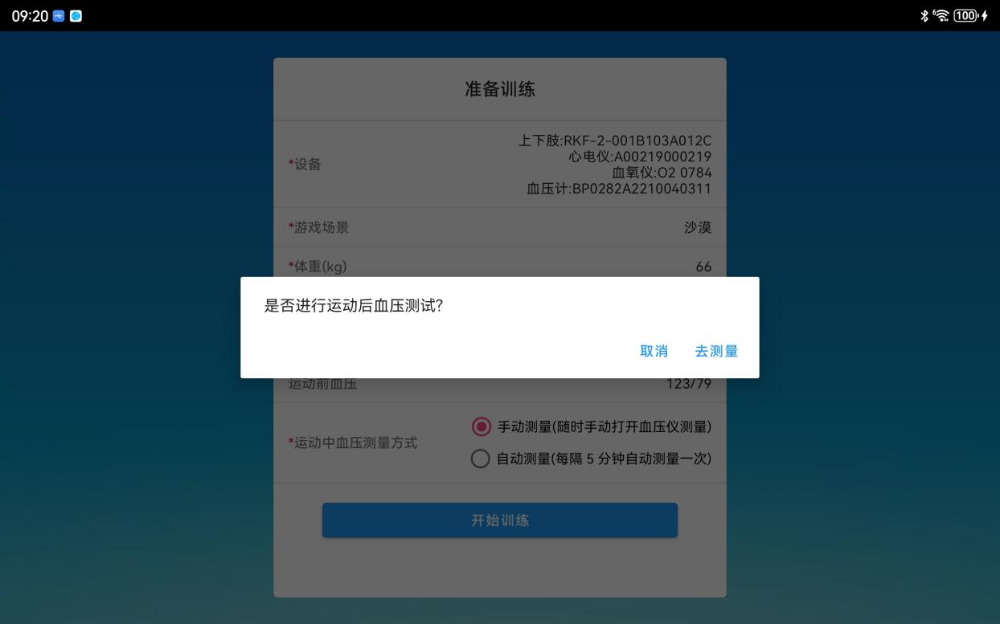 09:20
6
100
准备训练
*设备
上下肢:RKF-2-001B103A012C
心电仪:A00219000219
血氧仪:O2 0784
血压计:BP0282A2210040311
*游戏场景
沙漠
*体重(kg)
66
是否进行运动后血压测试?
取消
去测量
运动前血压
123/79
*运动中血压测量方式
手动测量(随时手动打开血压仪测量)
自动测量(每隔 5 分钟自动测量一次)
开始训练